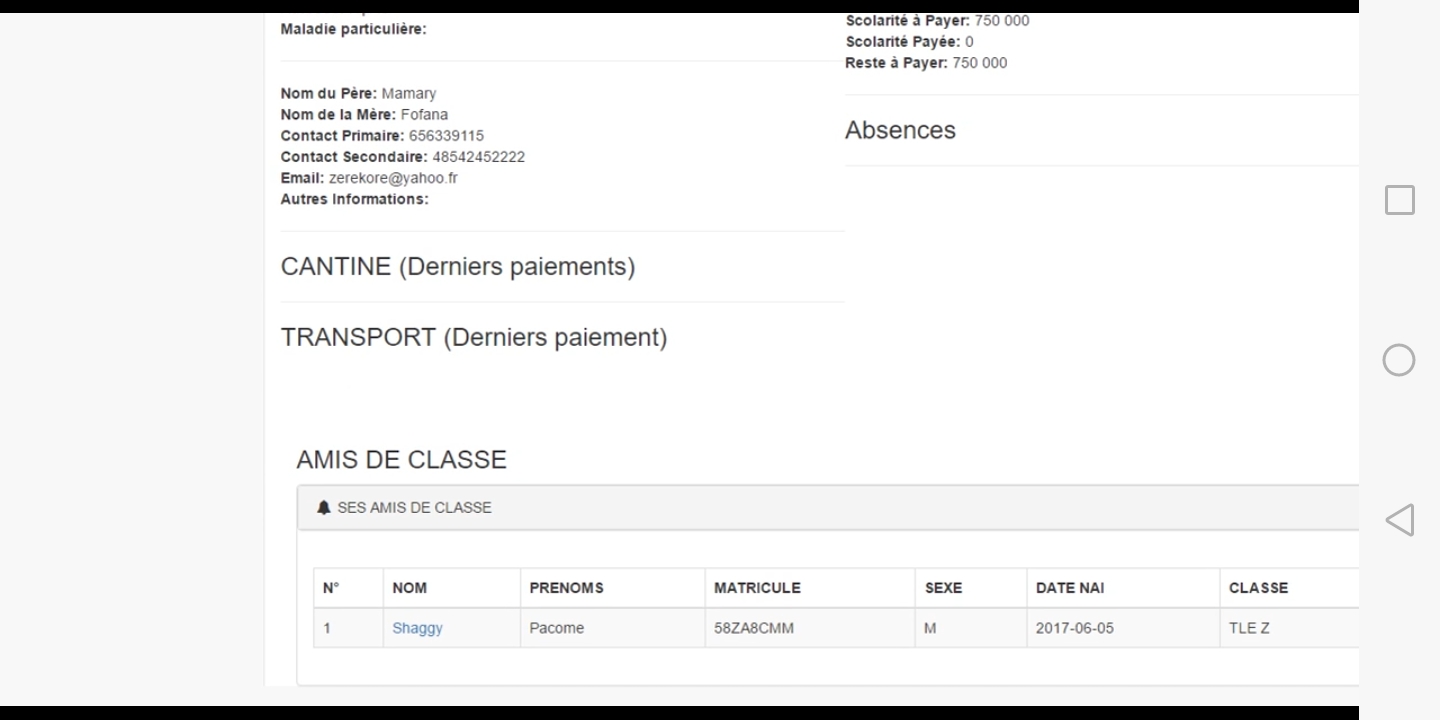 Maladie particulière:
Nom du Père: Mamary
Nom de la Mère: Fofana
Contact Primaire: 656339115
Contact Secondaire: 48542452222
Email: zerekore@yahoo.fr
Autres Informations:
CANTINE (Derniers paiements)
TRANSPORT (Derniers paiement)
Scolarité à Payer: 750 000
Scolarité Payée: 0
Reste à Payer: 750 000
Absences
AMIS DE CLASSE
SES AMIS DE CLASSE
N° NOM PRENOMS MATRICULE SEXE DATE NAI CLASSE
1 Shaggy Pacome 58ZA8CMM M 2017-06-05 TLE Z